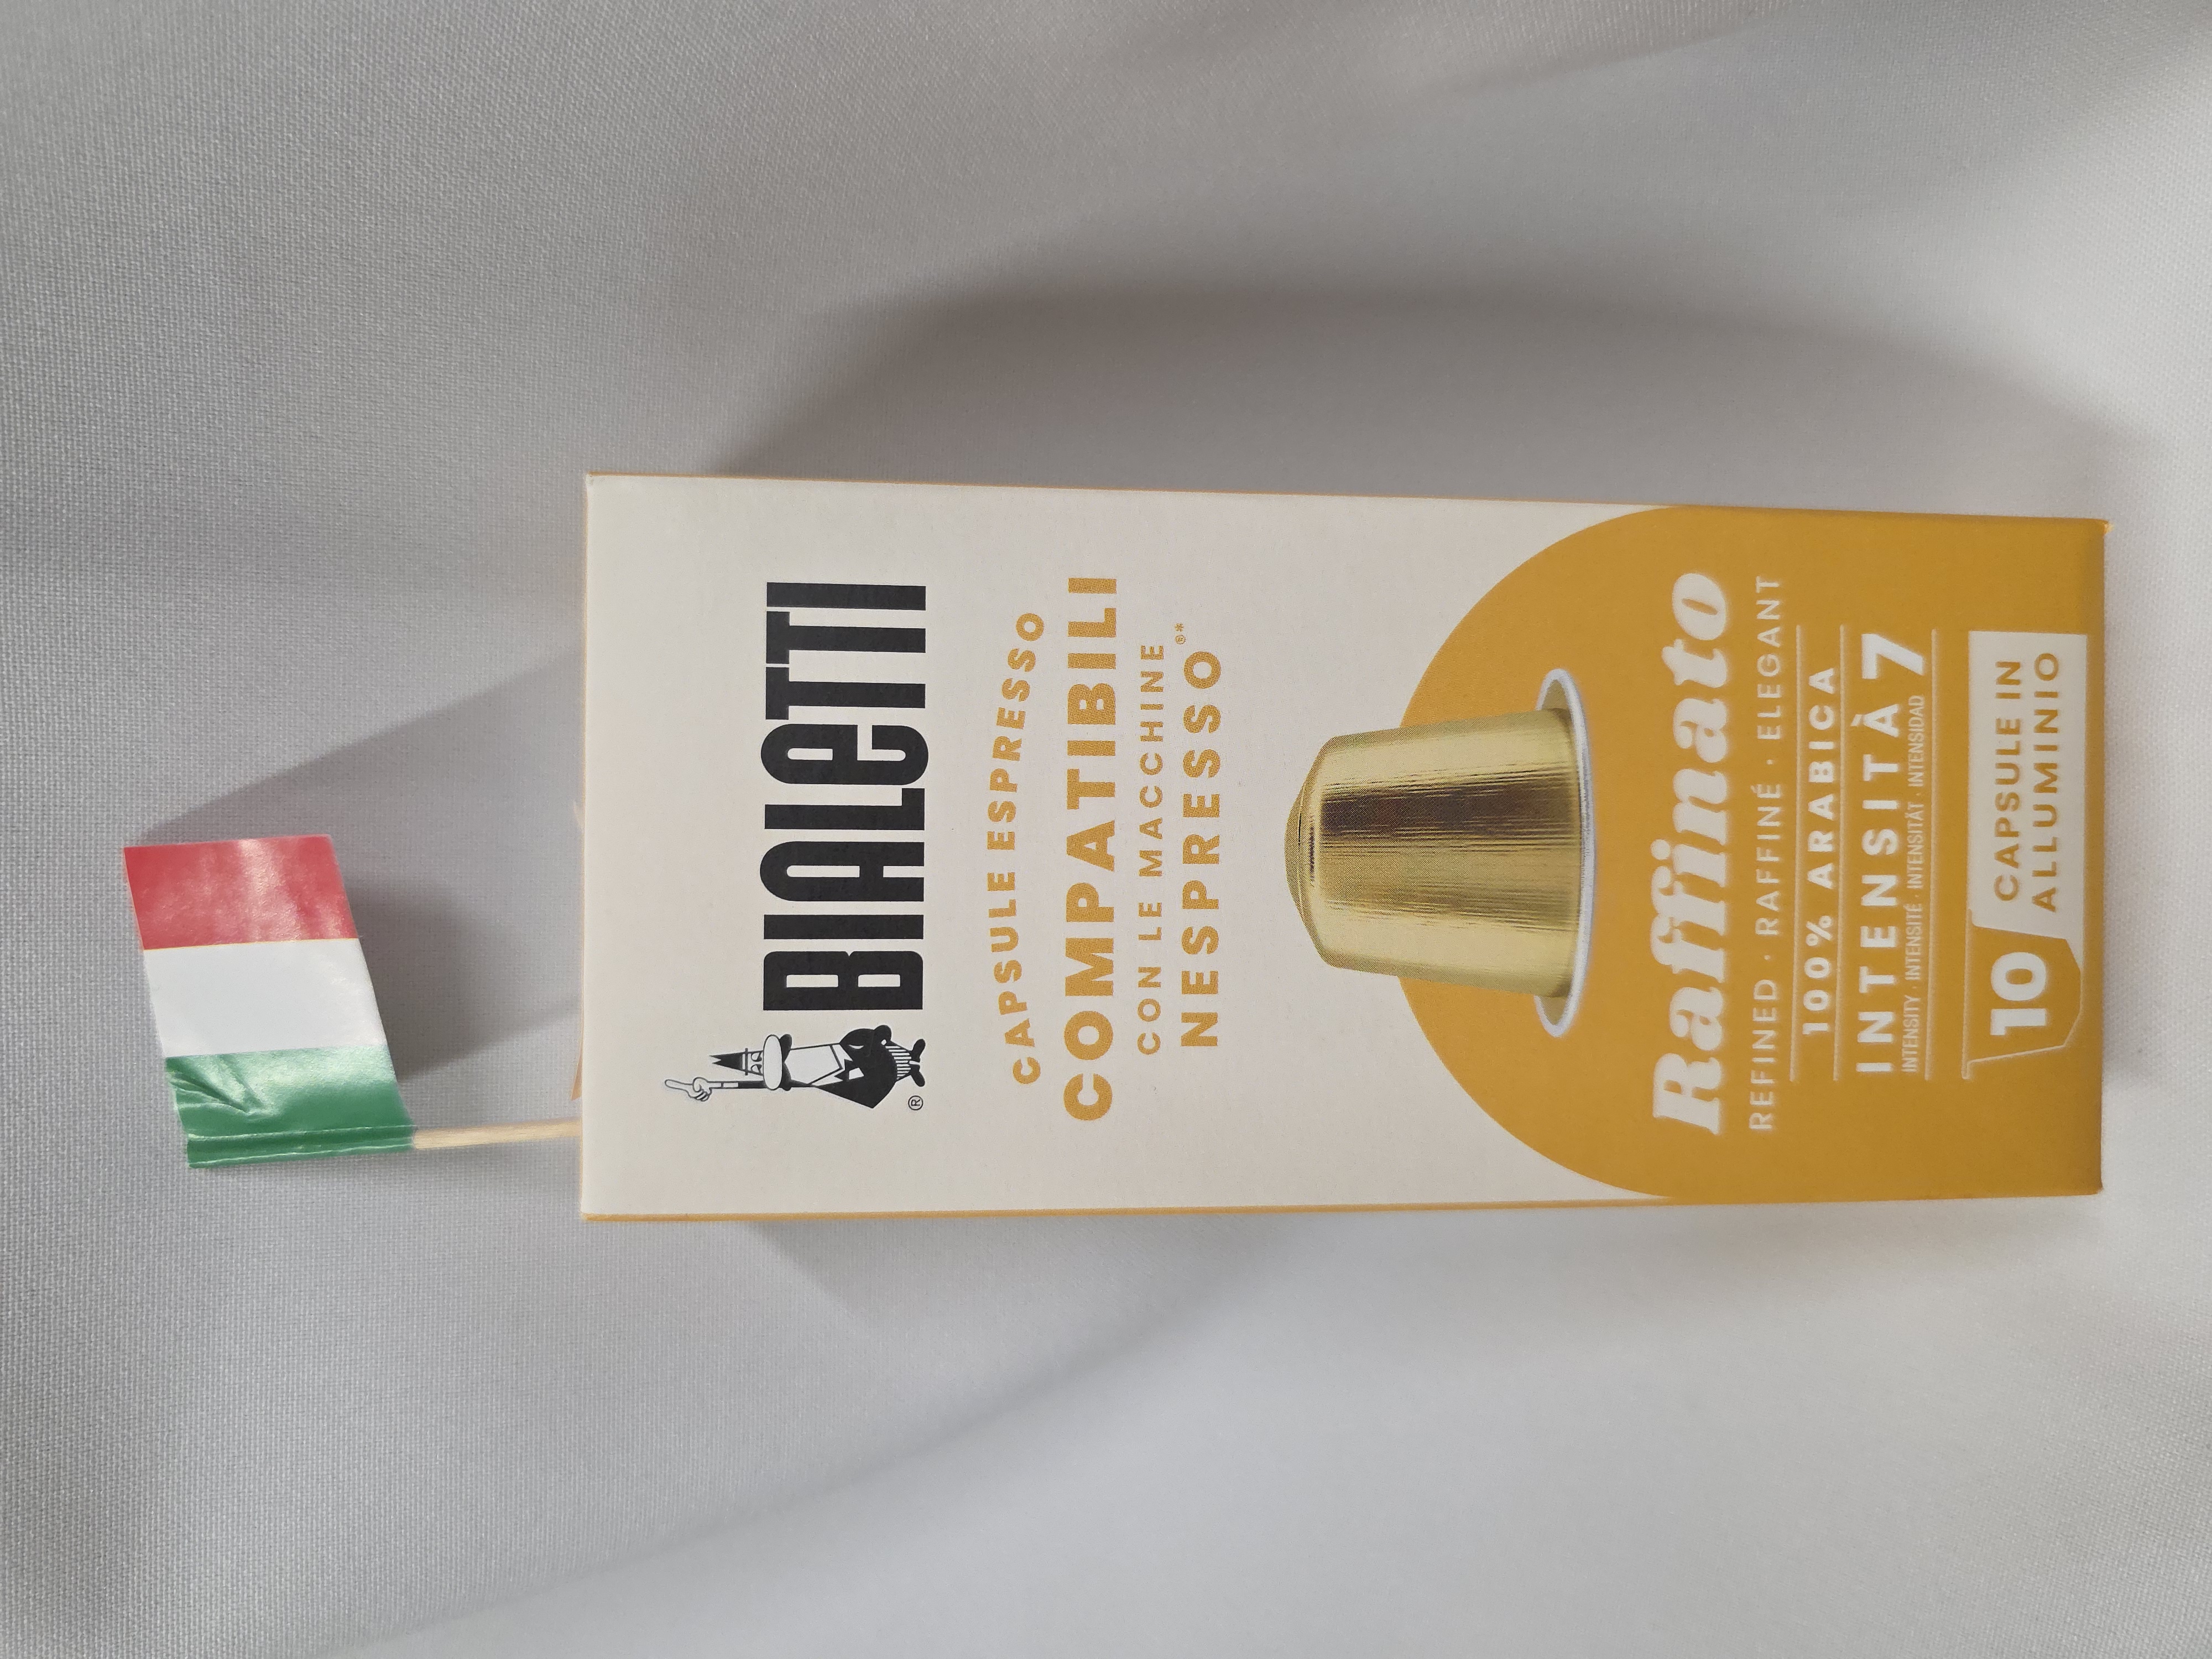 BIALETTI
®
CAPSULE ESPRESSO
COMPATIBILI
CON LE MACCHINE
NESPRESSO®*
Raffinato
REFINED · RAFFINÉ · ELEGANT
100% ARABICA
INTENSITÀ 7
INTENSITY · INTENSITÉ · INTENSITÄT · INTENSIDAD
10
CAPSULE IN
ALLUMINIO